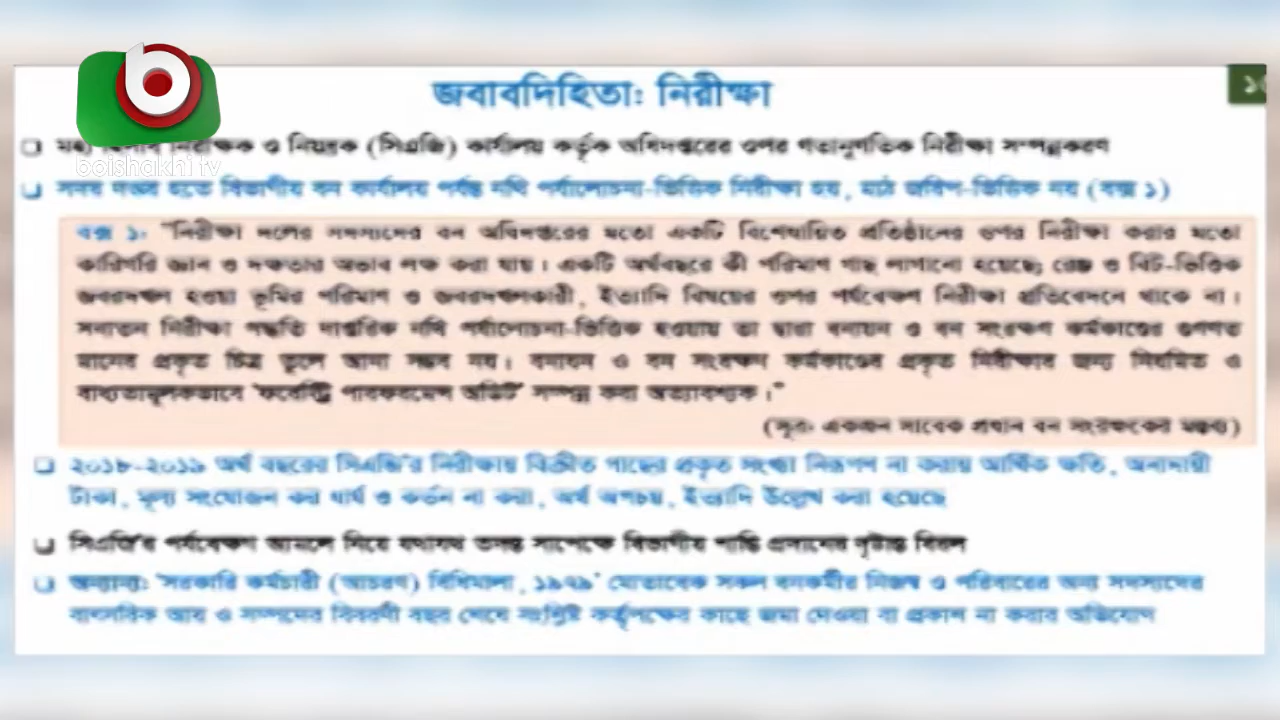 জবাবদিহিতা: নিরীক্ষা
১
boishakhi tv
হিসাব নিরীক্ষক ও নিয়ন্ত্রক (সিএজি) কার্যালয় কর্তৃক অধিদপ্তরের ওপর গতানুগতিক নিরীক্ষা সম্পন্নকরণ
সদর দপ্তর হতে বিভাগীয় বন কার্যালয় পর্যন্ত নথি পর্যালোচনা-ভিত্তিক নিরীক্ষা হয়, মাঠ জরিপ-ভিত্তিক নয় (বক্স ১)
বক্স ১: "নিরীক্ষা দলের সদস্যদের বন অধিদপ্তরের মতো একটি বিশেষায়িত প্রতিষ্ঠানের ওপর নিরীক্ষা করার মতো
কারিগরি জ্ঞান ও দক্ষতার অভাব লক্ষ করা যায়। একটি অর্থবছরে কী পরিমাণ গাছ লাগানো হয়েছে; রেঞ্জ ও বিট-ভিত্তিক
জবরদখল হওয়া ভূমির পরিমাণ ও জবরদখলকারী, ইত্যাদি বিষয়ের ওপর পর্যবেক্ষণ নিরীক্ষা প্রতিবেদনে থাকে না।
সনাতন নিরীক্ষা পদ্ধতি দাপ্তরিক নথি পর্যালোচনা-ভিত্তিক হওয়ায় তা দ্বারা বনায়ন ও বন সংরক্ষণ কর্মকাণ্ডের গুণগত
মানের প্রকৃত চিত্র তুলে আনা সম্ভব নয়। বনায়ন ও বন সংরক্ষণ কর্মকাণ্ডের প্রকৃত নিরীক্ষার জন্য নিয়মিত ও
বাধ্যতামূলকভাবে 'ফরেস্ট্রি পারফরমেন্স অডিট' সম্পন্ন করা অত্যাবশ্যক।"
(সূত্র: একজন সাবেক প্রধান বন সংরক্ষকের মন্তব্য)
২০১৮-২০১৯ অর্থ বছরের সিএজি'র নিরীক্ষায় বিক্রীত গাছের প্রকৃত সংখ্যা নিরূপণ না করায় আর্থিক ক্ষতি, অনাদায়ী
টাকা, মূল্য সংযোজন কর ধার্য ও কর্তন না করা, অর্থ অপচয়, ইত্যাদি উল্লেখ করা হয়েছে
সিএজি'র পর্যবেক্ষণ আমলে নিয়ে যথাযথ তদন্ত সাপেক্ষে বিভাগীয় শাস্তি প্রদানের দৃষ্টান্ত বিরল
অন্যান্য: 'সরকারি কর্মচারী (আচরণ) বিধিমালা, ১৯৭৯' মোতাবেক সকল বনকর্মীর নিজস্ব ও পরিবারের অন্য সদস্যদের
বাৎসরিক আয় ও সম্পদের বিবরণী বছর শেষে সংশ্লিষ্ট কর্তৃপক্ষের কাছে জমা দেওয়া বা প্রকাশ না করার অভিযোগ